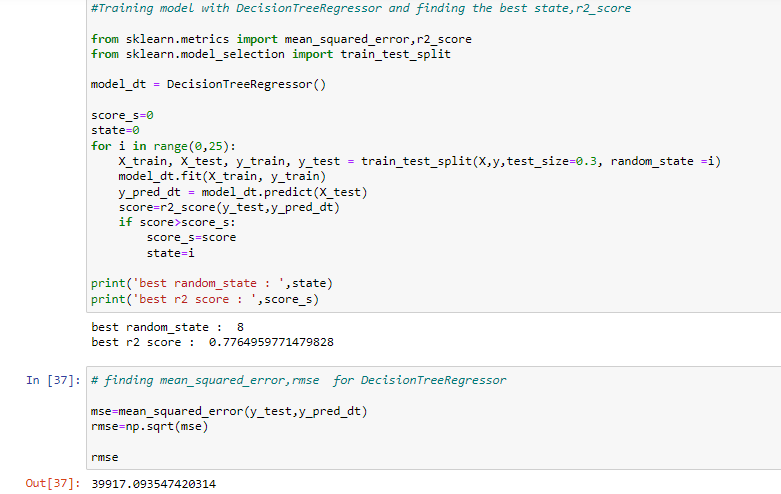 #Training model with DecisionTreeRegressor and finding the best state,r2_score
from sklearn.metrics import mean_squared_error,r2_score
from sklearn.model_selection import train_test_split
model_dt = DecisionTreeRegressor()
score_s=0
state=0
for i in range(0,25):
    X_train, X_test, y_train, y_test = train_test_split(X,y,test_size=0.3, random_state =i)
    model_dt.fit(X_train, y_train)
    y_pred_dt = model_dt.predict(X_test)
    score=r2_score(y_test,y_pred_dt)
    if score>score_s:
        score_s=score
        state=i
print('best random_state : ',state)
print('best r2 score : ',score_s)
best random_state :  8
best r2 score :  0.7764959771479828
In [37]: # finding mean_squared_error,rmse  for DecisionTreeRegressor
mse=mean_squared_error(y_test,y_pred_dt)
rmse=np.sqrt(mse)
rmse
Out[37]: 39917.093547420314